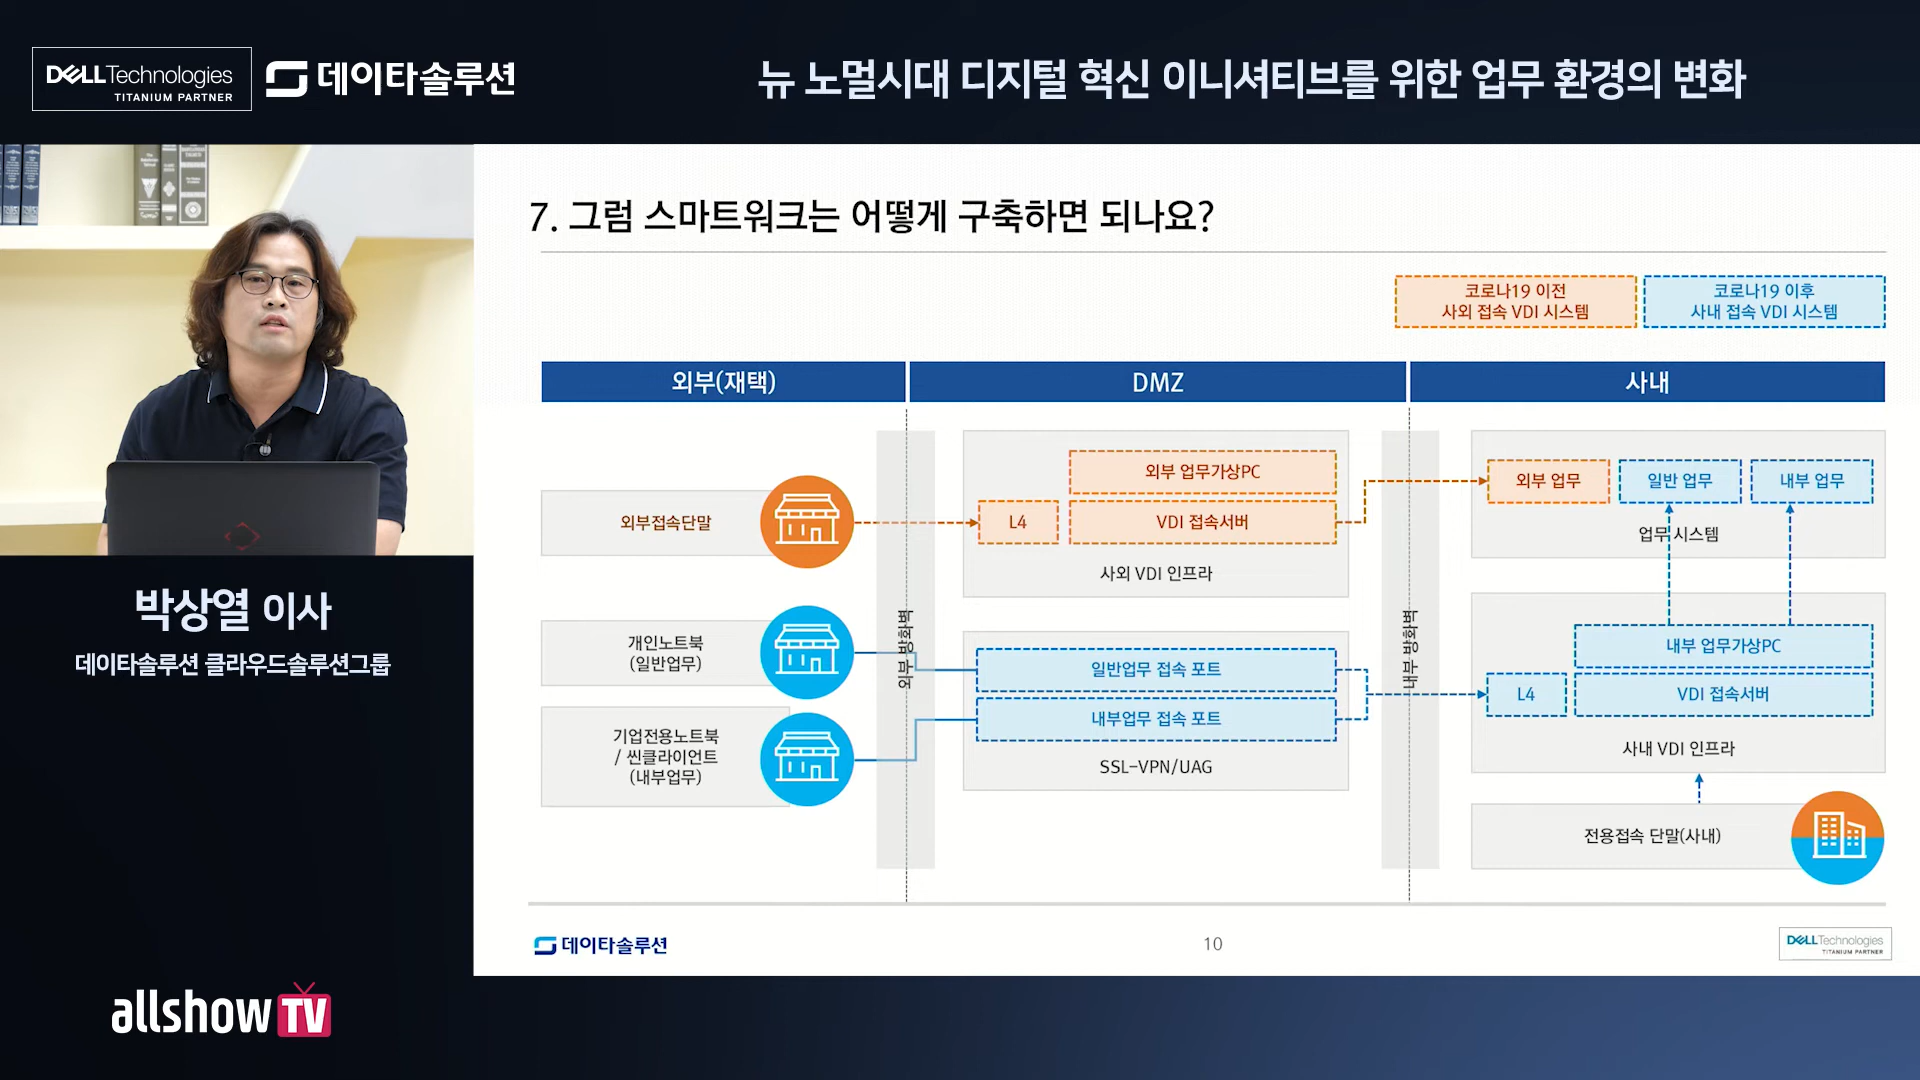 DELLTechnologies
TITANIUM PARTNER
데이타솔루션
뉴 노멀시대 디지털 혁신 이니셔티브를 위한 업무 환경의 변화
7. 그럼 스마트워크는 어떻게 구축하면 되나요?
코로나19 이전
사외 접속 VDI 시스템
코로나19 이후
사내 접속 VDI 시스템
외부(재택)
DMZ
사내
외부접속단말
개인노트북
(일반업무)
기업전용노트북
/ 씬클라이언트
(내부업무)
외부 방화벽
외부 업무가상PC
L4
VDI 접속서버
사외 VDI 인프라
일반업무 접속 포트
내부업무 접속 포트
SSL-VPN/UAG
내부 방화벽
외부 업무
일반 업무
내부 업무
업무 시스템
내부 업무가상PC
L4
VDI 접속서버
사내 VDI 인프라
전용접속 단말(사내)
데이타솔루션
10
DELLTechnologies
TITANIUM PARTNER
박상열 이사
데이타솔루션 클라우드솔루션그룹
allshowTV